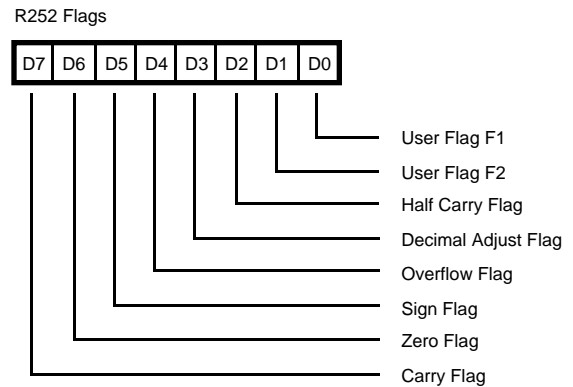 R252 Flags
D7 D6 D5 D4 D3 D2 D1 D0
User Flag F1
User Flag F2
Half Carry Flag
Decimal Adjust Flag
Overflow Flag
Sign Flag
Zero Flag
Carry Flag